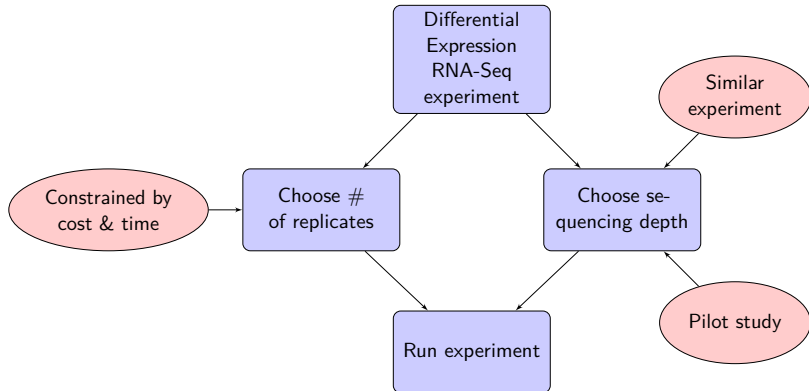 Differential
Expression
RNA-Seq
experiment
Similar
experiment
Constrained by
cost & time
Choose #
of replicates
Choose se-
quencing depth
Run experiment
Pilot study